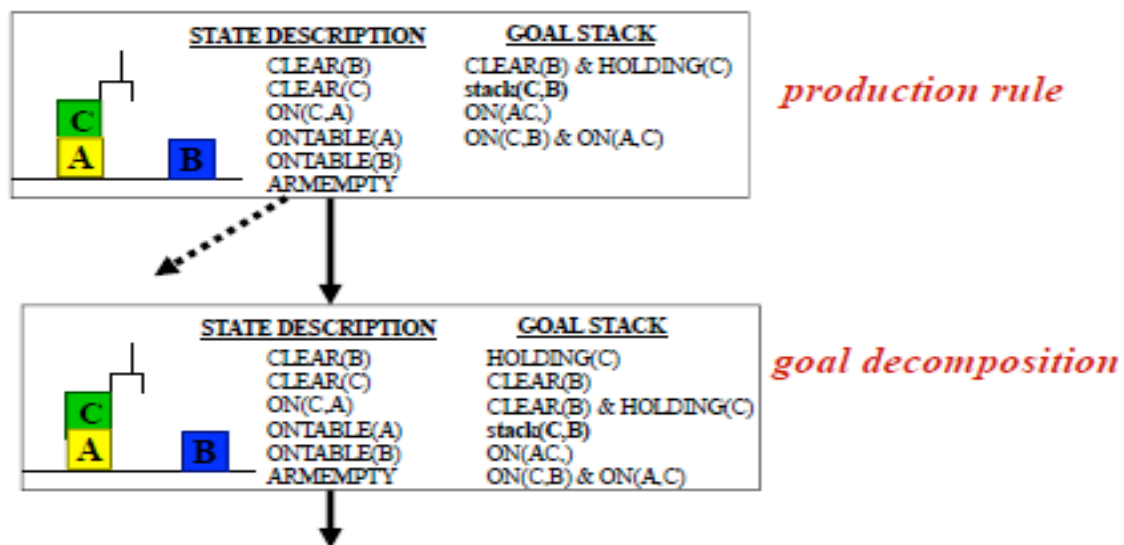 STATE DESCRIPTION GOAL STACK
CLEAR(B) CLEAR(B) & HOLDING(C)
CLEAR(C) stack(C,B)
ON(C,A) ON(AC,)
ONTABLE(A) ON(C,B) & ON(A,C)
ONTABLE(B)
ARMEMPTY
C
A B
production rule
STATE DESCRIPTION GOAL STACK
CLEAR(B) HOLDING(C)
CLEAR(C) CLEAR(B)
ON(C,A) CLEAR(B) & HOLDING(C)
ONTABLE(A) stack(C,B)
ONTABLE(B) ON(AC,)
ARMEMPTY ON(C,B) & ON(A,C)
C
A B
goal decomposition